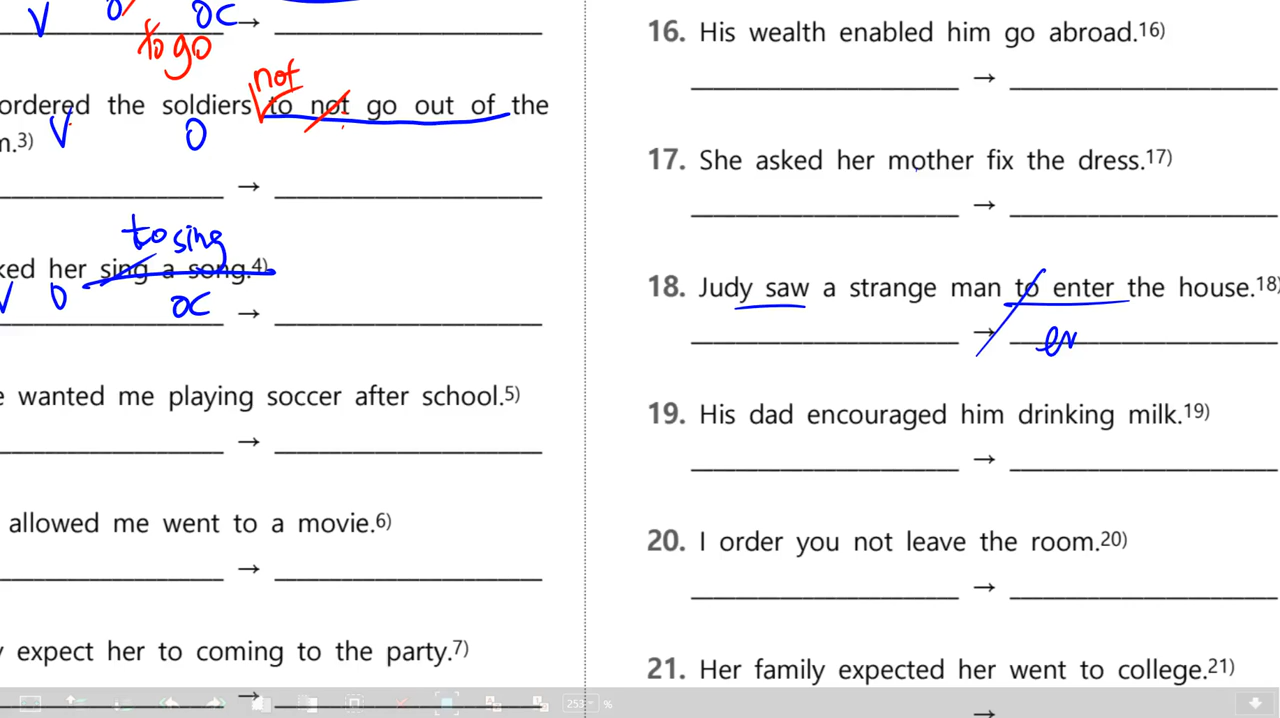 V O OC →
to go
not
ordered the soldiers to not go out of the
V O
m.3)
→
to sing
ked her sing a song.4)
V O OC
→
e wanted me playing soccer after school.5)
→
allowed me went to a movie.6)
→
y expect her to coming to the party.7)
→
16. His wealth enabled him go abroad.16)
→
17. She asked her mother fix the dress.17)
→
18. Judy saw a strange man to enter the house.18)
→ en
19. His dad encouraged him drinking milk.19)
→
20. I order you not leave the room.20)
→
21. Her family expected her went to college.21)
→
253 %